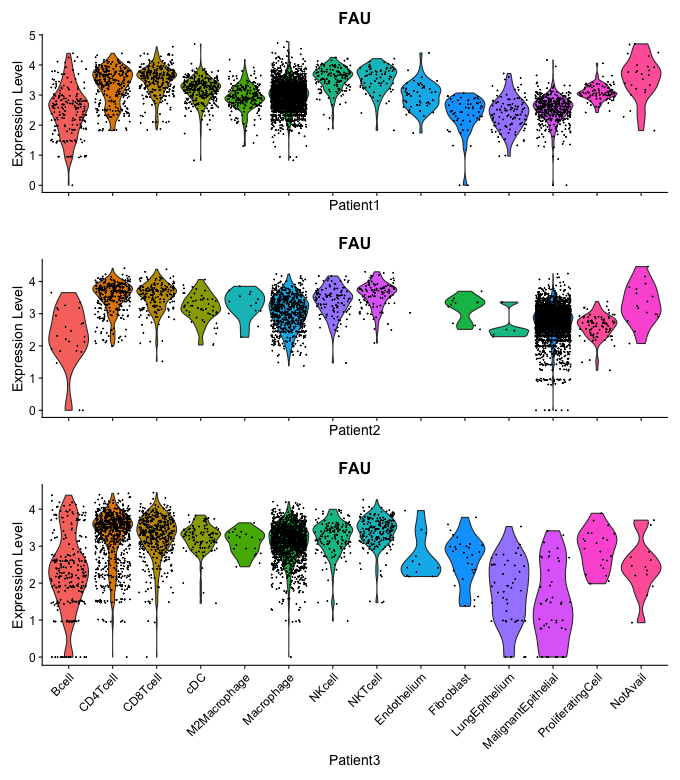 FAU
Expression Level
5
4
3
2
1
0
Patient1
FAU
Expression Level
4
3
2
1
0
Patient2
FAU
Expression Level
4
3
2
1
0
Bcell
CD4Tcell
CD8Tcell
cDC
M2Macrophage
Macrophage
NKcell
NKTcell
Endothelium
Fibroblast
LungEpithelium
MalignantEpithelial
ProliferatingCell
NotAvail
Patient3